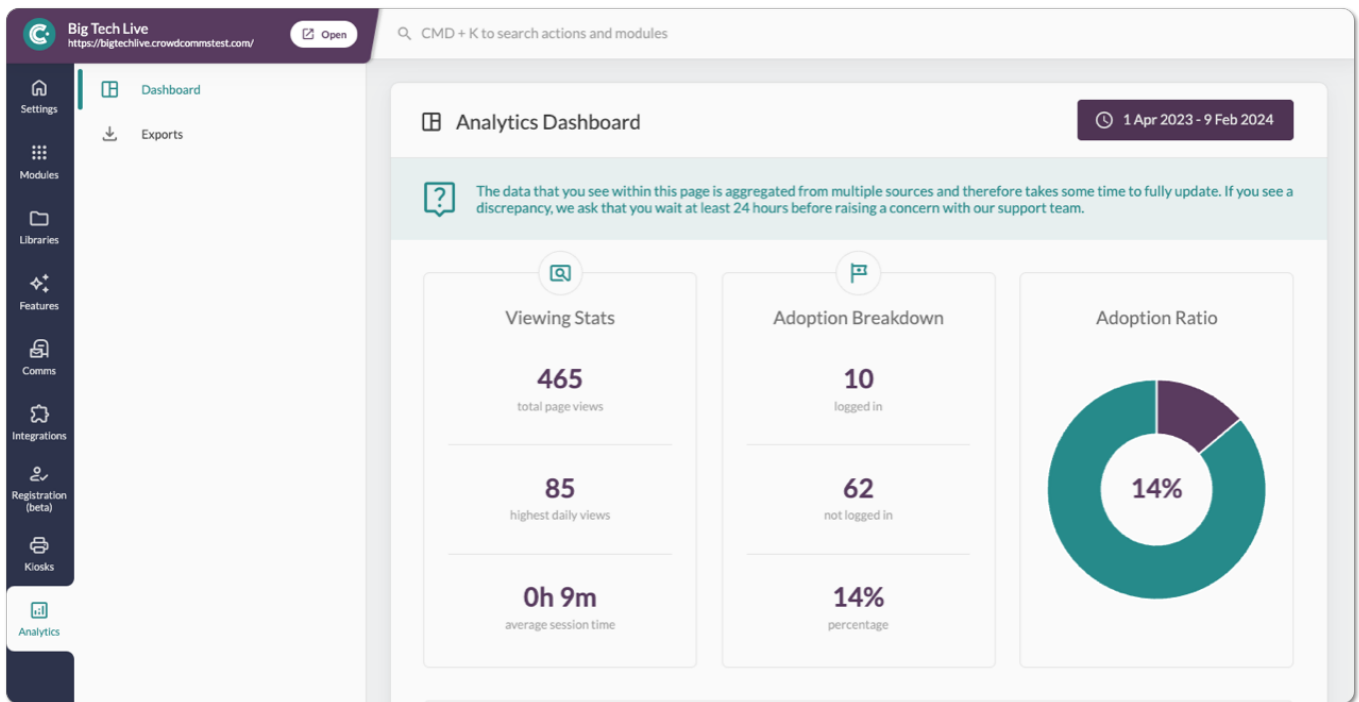 Big Tech Live
https://bigtechlive.crowdcommstest.com/
Open
CMD + K to search actions and modules
Settings
Modules
Libraries
Features
Comms
Integrations
Registration
(beta)
Kiosks
Analytics
Dashboard
Exports
Analytics Dashboard
1 Apr 2023 - 9 Feb 2024
The data that you see within this page is aggregated from multiple sources and therefore takes some time to fully update. If you see a
discrepancy, we ask that you wait at least 24 hours before raising a concern with our support team.
Viewing Stats
465
total page views
85
highest daily views
0h 9m
average session time
Adoption Breakdown
10
logged in
62
not logged in
14%
percentage
Adoption Ratio
14%